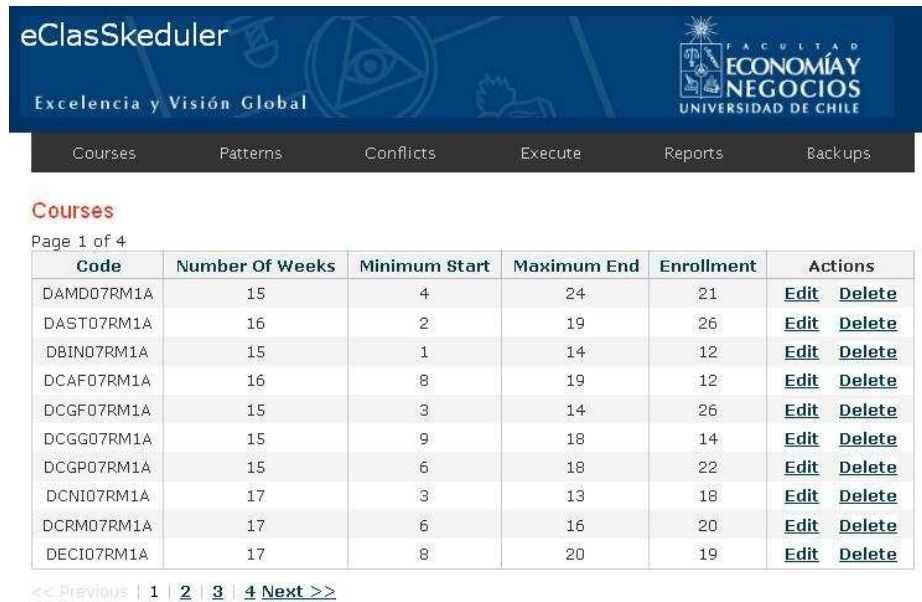 eClasSkeduler
Excelencia y Visión Global
FACULTAD
ECONOMÍA Y
NEGOCIOS
UNIVERSIDAD DE CHILE
Courses Patterns Conflicts Execute Reports Backups
Courses
Page 1 of 4
Code Number Of Weeks Minimum Start Maximum End Enrollment Actions
DAMD07RM1A 15 4 24 21 Edit Delete
DAST07RM1A 16 2 19 26 Edit Delete
DBIN07RM1A 15 1 14 12 Edit Delete
DCAF07RM1A 16 8 19 12 Edit Delete
DCGF07RM1A 15 3 14 26 Edit Delete
DCGG07RM1A 15 9 18 14 Edit Delete
DCGP07RM1A 15 6 18 22 Edit Delete
DCNI07RM1A 17 3 13 18 Edit Delete
DCRM07RM1A 17 6 16 20 Edit Delete
DECI07RM1A 17 8 20 19 Edit Delete
<< Previous | 1 | 2 | 3 | 4 Next >>